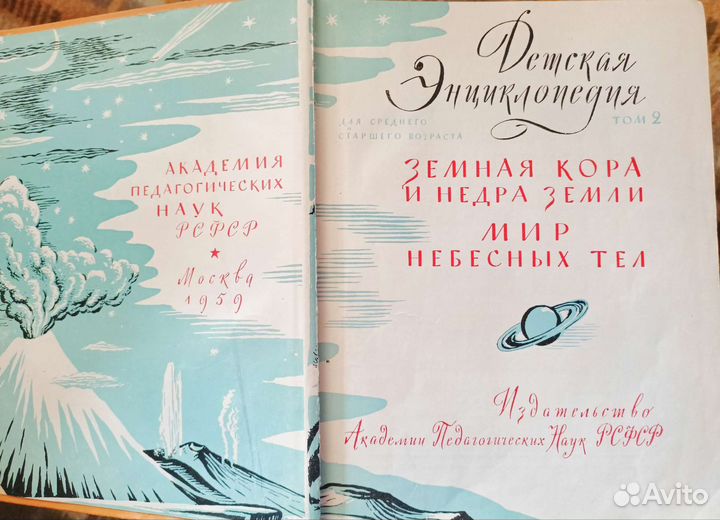 АКАДЕМИЯ
ПЕДАГОГИЧЕСКИХ
НАУК
РСФСР
Москва
1959
Детская
Энциклопедия
ДЛЯ СРЕДНЕГО
И
СТАРШЕГО ВОЗРАСТА
ТОМ 2
ЗЕМНАЯ КОРА
И НЕДРА ЗЕМЛИ
МИР
НЕБЕСНЫХ ТЕЛ
Издательство
Академии Педагогических Наук РСФСР
Avito